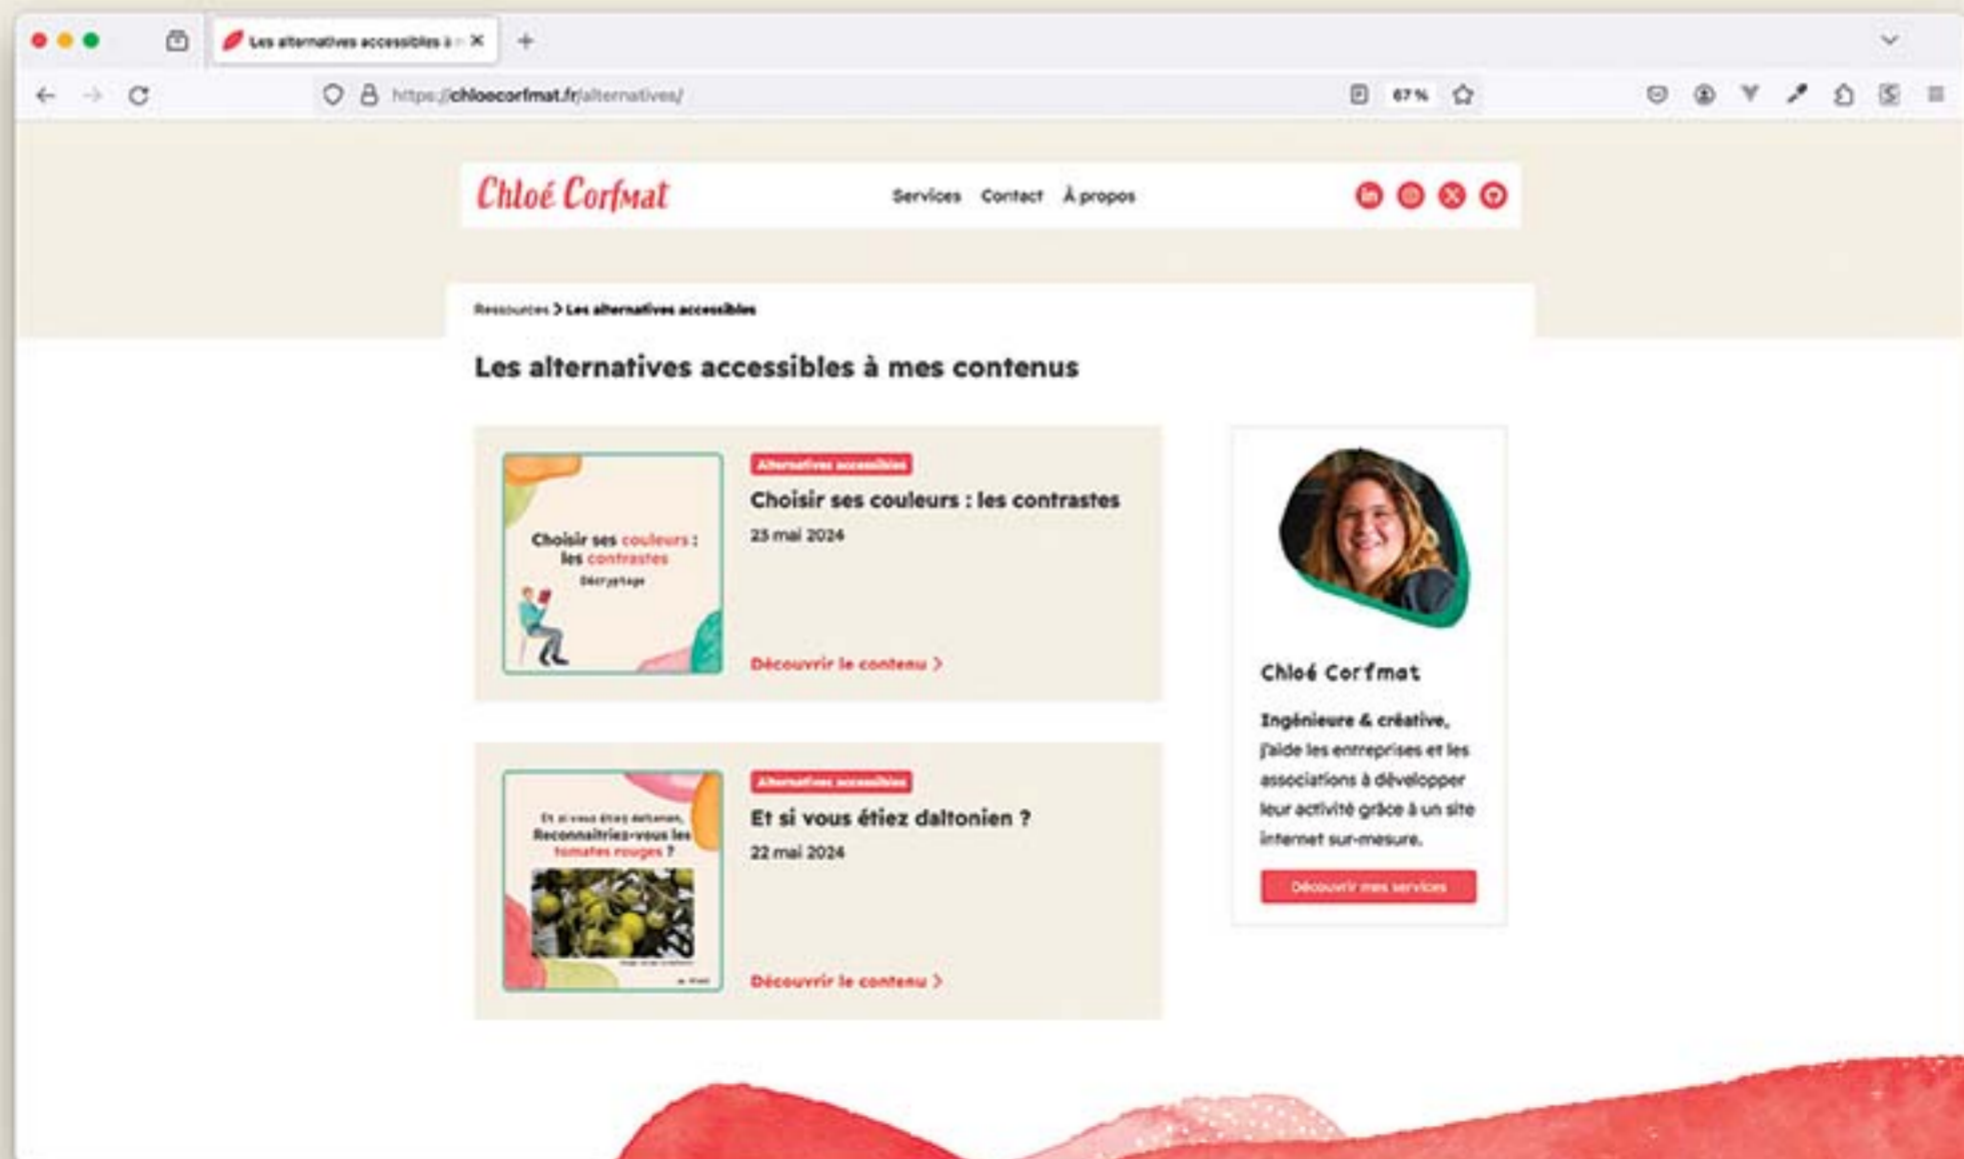 Les alternatives accessibles à
https://chloecorfmat.fr/alternatives/
67 %
Chloé Corfmat
Services Contact À propos
Ressources > Les alternatives accessibles
Les alternatives accessibles à mes contenus
Choisir ses couleurs :
les contrastes
Décryptage
Alternatives accessibles
Choisir ses couleurs : les contrastes
23 mai 2024
Découvrir le contenu >
Et si vous étiez daltonien,
Reconnaitriez-vous les
tomates rouges ?
Alternatives accessibles
Et si vous étiez daltonien ?
22 mai 2024
Découvrir le contenu >
Chloé Corfmat
Ingénieure & créative,
j'aide les entreprises et les
associations à développer
leur activité grâce à un site
internet sur-mesure.
Découvrir mes services